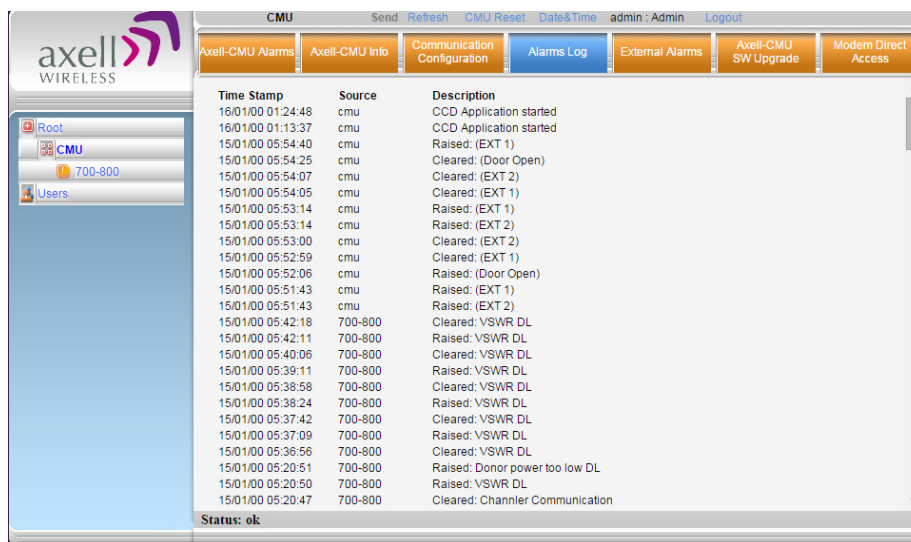 CMU Send Refresh CMU Reset Date&Time admin : Admin Logout
axell
WIRELESS
Axell-CMU Alarms
Axell-CMU Info
Communication Configuration
Alarms Log
External Alarms
Axell-CMU SW Upgrade
Modem Direct Access
Root
CMU
700-800
Users
Time Stamp Source Description
16/01/00 01:24:48 cmu CCD Application started
16/01/00 01:13:37 cmu CCD Application started
15/01/00 05:54:40 cmu Raised: (EXT 1)
15/01/00 05:54:25 cmu Cleared: (Door Open)
15/01/00 05:54:07 cmu Cleared: (EXT 2)
15/01/00 05:54:05 cmu Cleared: (EXT 1)
15/01/00 05:53:14 cmu Raised: (EXT 1)
15/01/00 05:53:14 cmu Raised: (EXT 2)
15/01/00 05:53:00 cmu Cleared: (EXT 2)
15/01/00 05:52:59 cmu Cleared: (EXT 1)
15/01/00 05:52:06 cmu Raised: (Door Open)
15/01/00 05:51:43 cmu Raised: (EXT 1)
15/01/00 05:51:43 cmu Raised: (EXT 2)
15/01/00 05:42:18 700-800 Cleared: VSWR DL
15/01/00 05:42:11 700-800 Raised: VSWR DL
15/01/00 05:40:06 700-800 Cleared: VSWR DL
15/01/00 05:39:11 700-800 Raised: VSWR DL
15/01/00 05:38:58 700-800 Cleared: VSWR DL
15/01/00 05:38:24 700-800 Raised: VSWR DL
15/01/00 05:37:42 700-800 Cleared: VSWR DL
15/01/00 05:37:09 700-800 Raised: VSWR DL
15/01/00 05:36:56 700-800 Cleared: VSWR DL
15/01/00 05:20:51 700-800 Raised: Donor power too low DL
15/01/00 05:20:50 700-800 Raised: VSWR DL
15/01/00 05:20:47 700-800 Cleared: Channler Communication
Status: ok